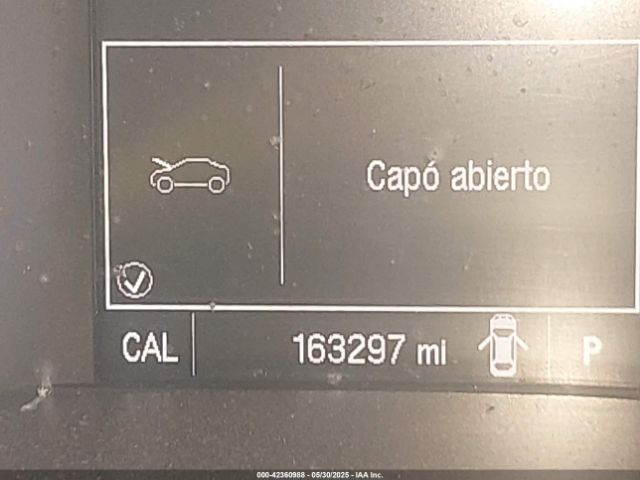 Capó abierto
CAL 163297 mi P
000-42360988 - 05/30/2025 - IAA Inc.